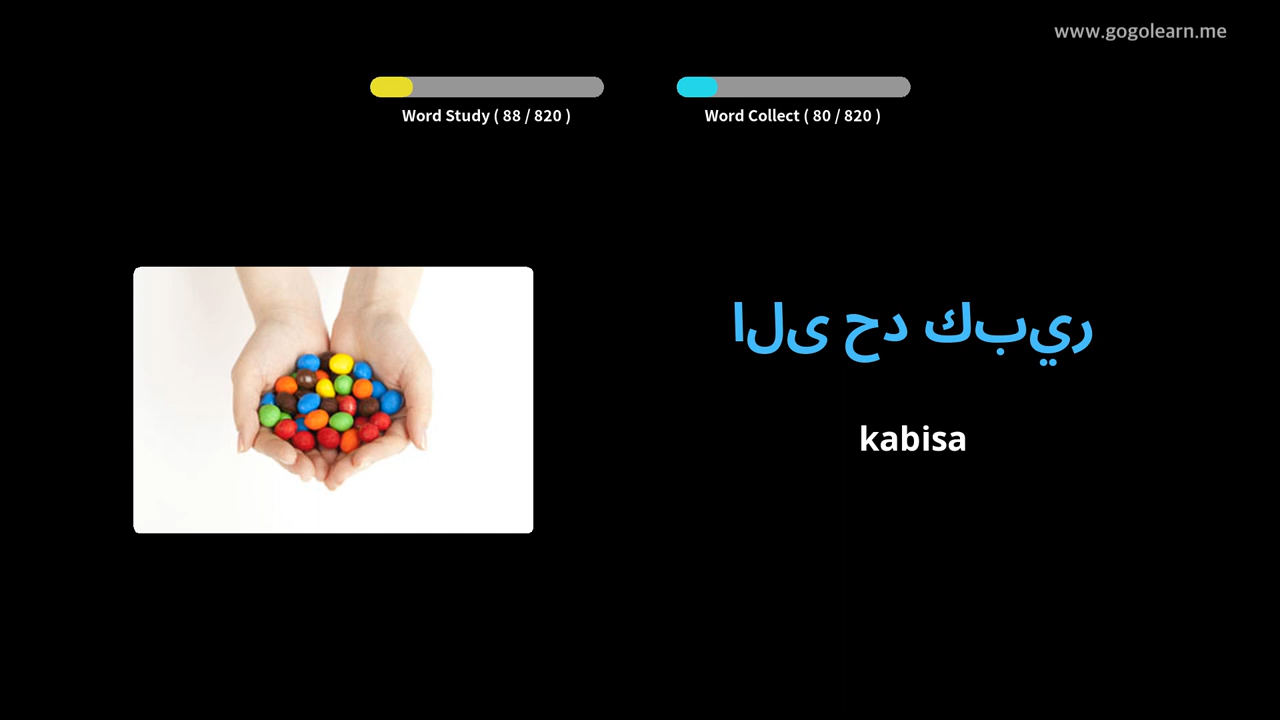 www.gogolearn.me
Word Study ( 88 / 820 )
Word Collect ( 80 / 820 )
الى حد كبير
kabisa